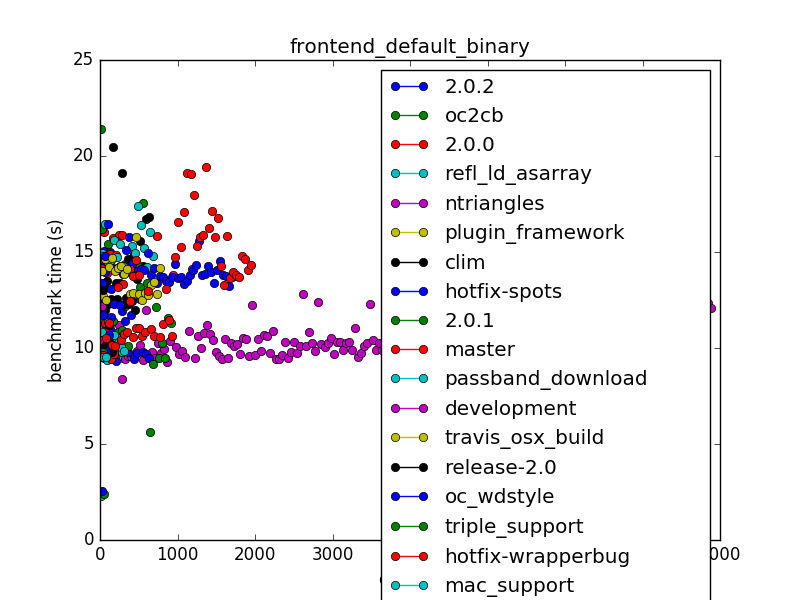 frontend_default_binary
25
20
15
10
5
0
benchmark time (s)
0
1000
2000
3000
000
2.0.2
oc2cb
2.0.0
refl_ld_asarray
ntriangles
plugin_framework
clim
hotfix-spots
2.0.1
master
passband_download
development
travis_osx_build
release-2.0
oc_wdstyle
triple_support
hotfix-wrapperbug
mac_support